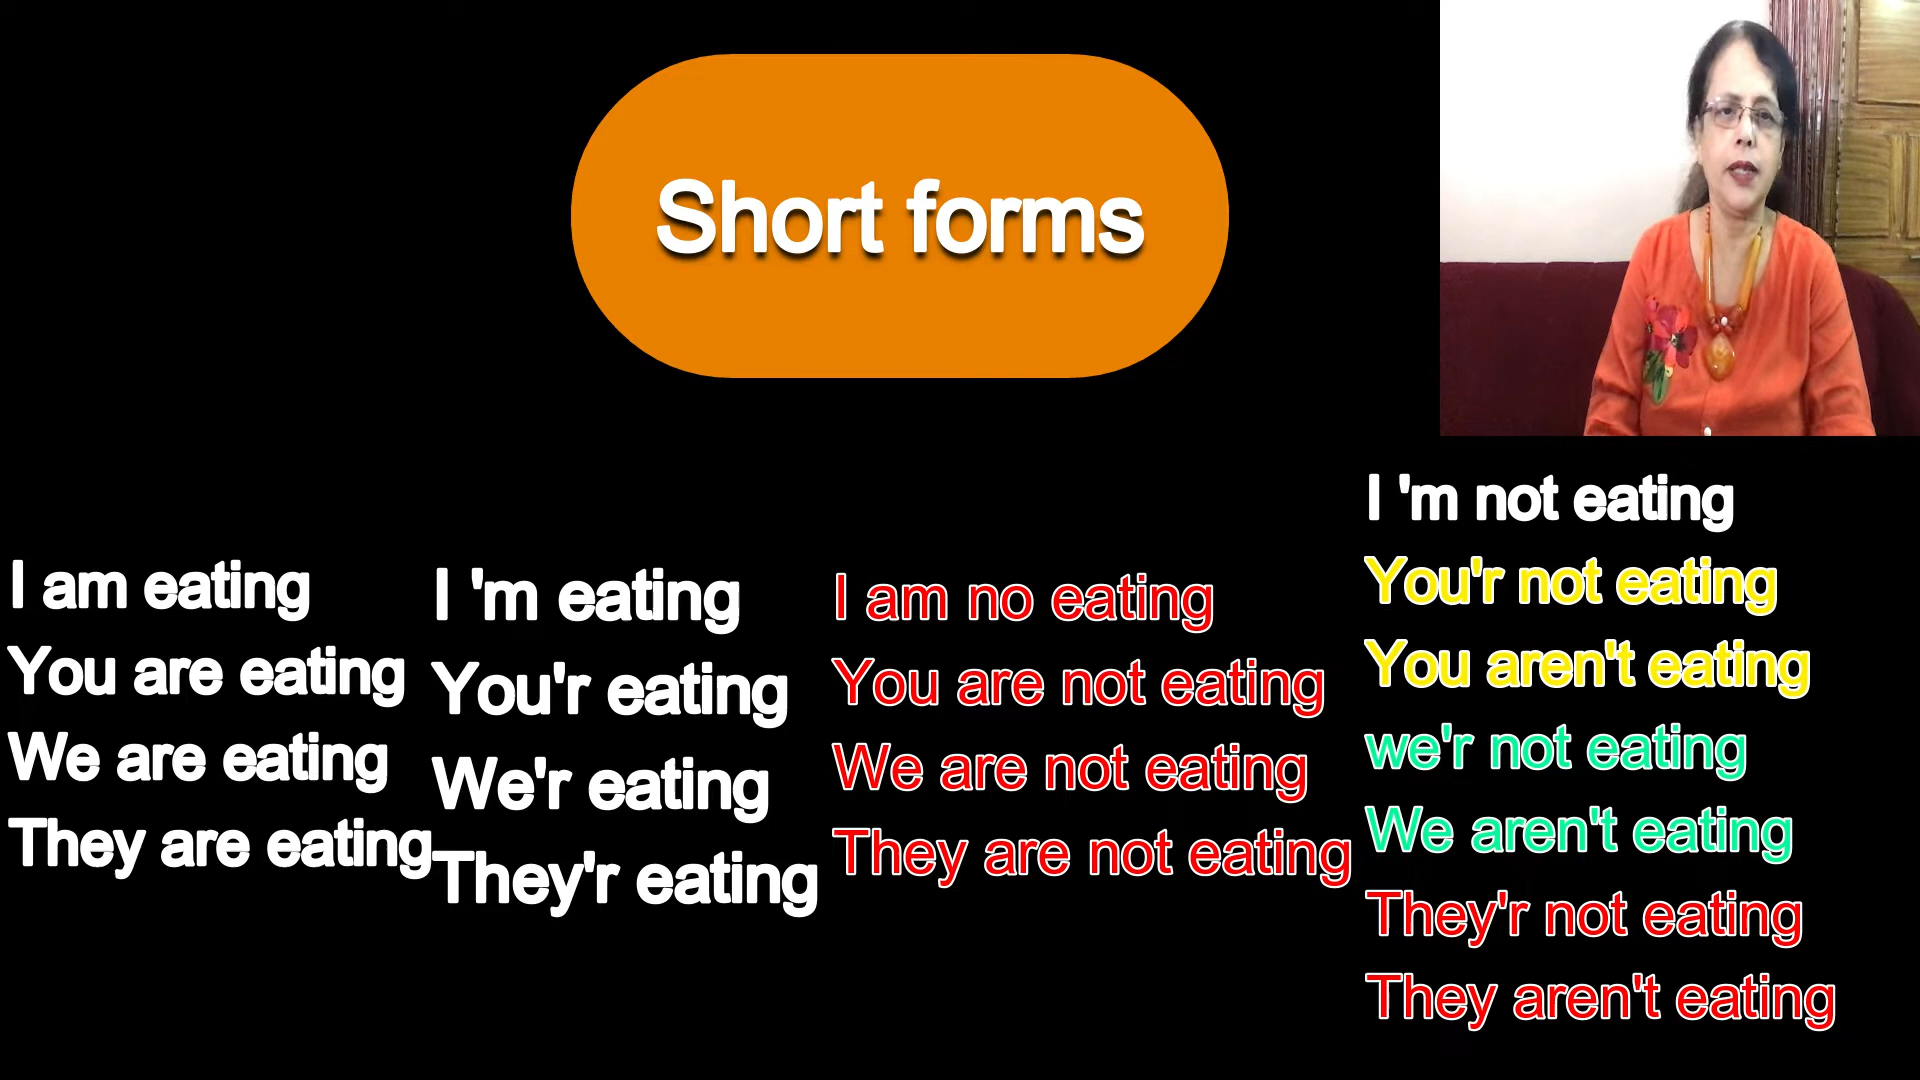 Short forms
I am eating
You are eating
We are eating
They are eating
I 'm eating
You'r eating
We'r eating
They'r eating
I am no eating
You are not eating
We are not eating
They are not eating
I 'm not eating
You'r not eating
You aren't eating
we'r not eating
We aren't eating
They'r not eating
They aren't eating